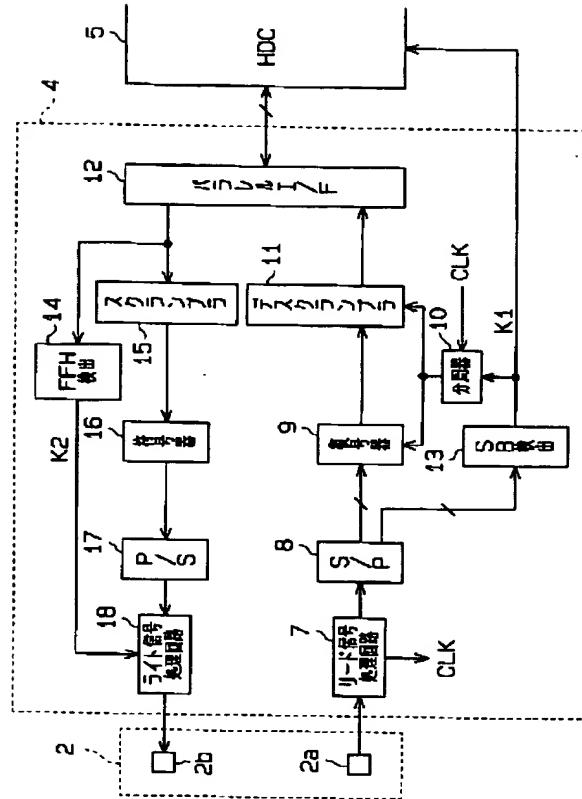 4
5
HDC
12
パラレルI/F
14
FFH
検出
スクランブラ
15
11
デスクランブラ
K2
CLK
10
分周器
K1
16
符号器
9
復号器
SB検出
13
17
P/S
8
S/P
18
ライト信号
処理回路
7
リード信号
処理回路
CLK
2
2b
2a